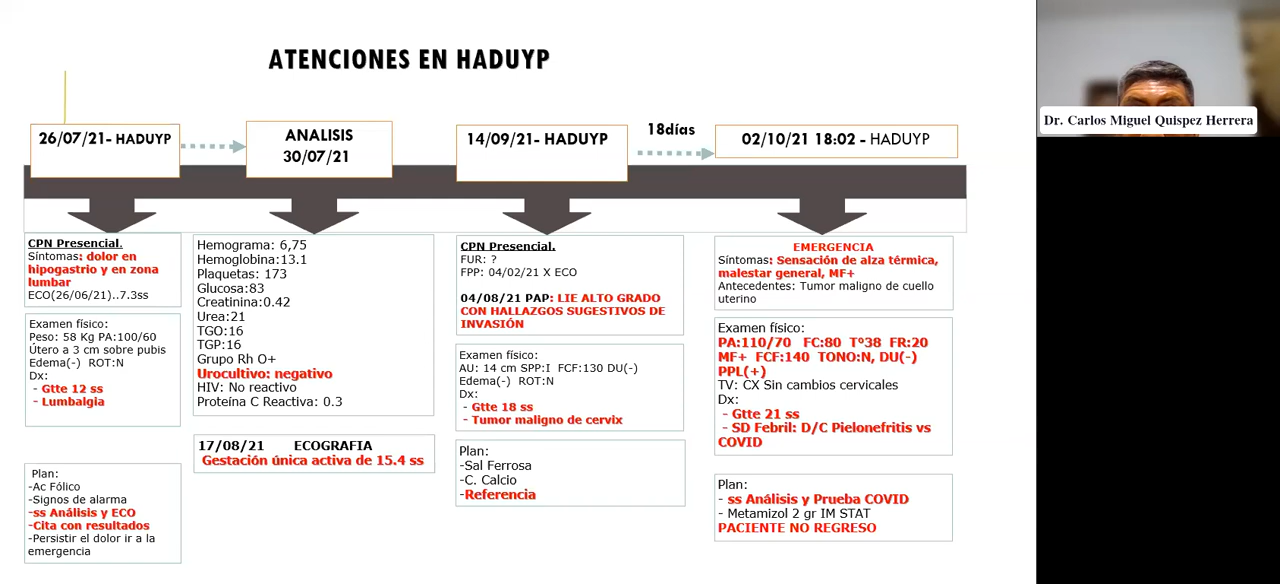 ATENCIONES EN HADUYP
Dr. Carlos Miguel Quispez Herrera
26/07/21- HADUYP
ANALISIS
30/07/21
14/09/21- HADUYP
18días
02/10/21 18:02 - HADUYP
CPN Presencial.
Síntomas: dolor en
hipogastrio y en zona
lumbar
ECO(26/06/21)..7.3ss
Examen físico:
Peso: 58 Kg PA:100/60
Útero a 3 cm sobre pubis
Edema(-) ROT:N
Dx:
- Gtte 12 ss
- Lumbalgia
Plan:
-Ac Fólico
-Signos de alarma
-ss Análisis y ECO
-Cita con resultados
-Persistir el dolor ir a la
emergencia
Hemograma: 6,75
Hemoglobina:13.1
Plaquetas: 173
Glucosa:83
Creatinina:0.42
Urea:21
TGO:16
TGP:16
Grupo Rh O+
Urocultivo: negativo
HIV: No reactivo
Proteína C Reactiva: 0.3
17/08/21 ECOGRAFIA
Gestación única activa de 15.4 ss
CPN Presencial.
FUR: ?
FPP: 04/02/21 X ECO
04/08/21 PAP: LIE ALTO GRADO
CON HALLAZGOS SUGESTIVOS DE
INVASIÓN
Examen físico:
AU: 14 cm SPP:I FCF:130 DU(-)
Edema(-) ROT:N
Dx:
- Gtte 18 ss
- Tumor maligno de cervix
Plan:
-Sal Ferrosa
-C. Calcio
-Referencia
EMERGENCIA
Síntomas: Sensación de alza térmica,
malestar general, MF+
Antecedentes: Tumor maligno de cuello
uterino
Examen físico:
PA:110/70 FC:80 Tº38 FR:20
MF+ FCF:140 TONO:N, DU(-)
PPL(+)
TV: CX Sin cambios cervicales
Dx:
- Gtte 21 ss
- SD Febril: D/C Pielonefritis vs
COVID
Plan:
- ss Análisis y Prueba COVID
- Metamizol 2 gr IM STAT
PACIENTE NO REGRESO